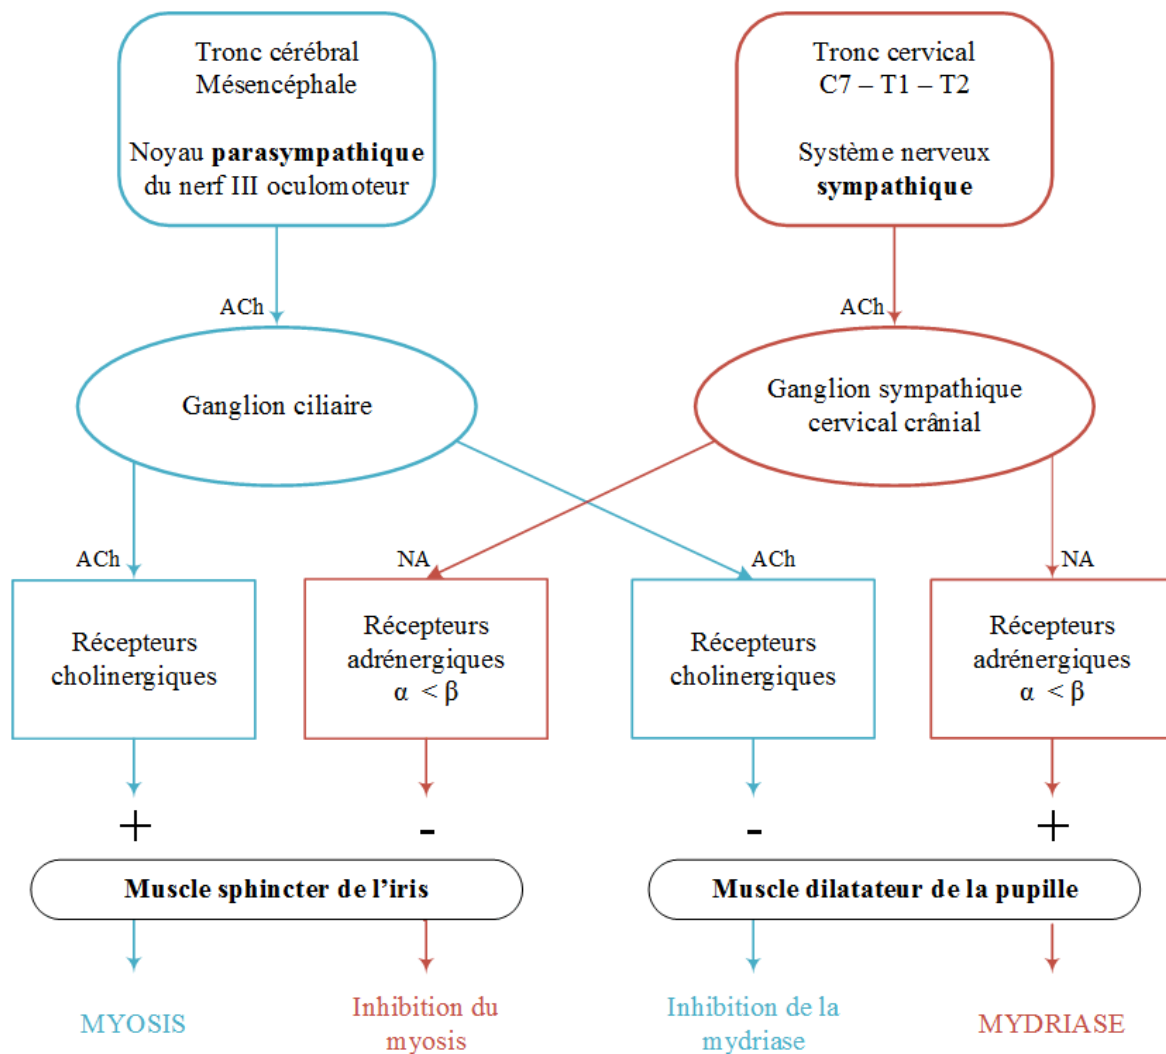 Tronc cérébral
Mésencéphale
Noyau parasympathique
du nerf III oculomoteur
Tronc cervical
C7 – T1 – T2
Système nerveux
sympathique
ACh
ACh
Ganglion ciliaire
Ganglion sympathique
cervical crânial
ACh
NA
ACh
NA
Récepteurs
cholinergiques
Récepteurs
adrénergiques
α < β
Récepteurs
cholinergiques
Récepteurs
adrénergiques
α < β
+
-
-
+
Muscle sphincter de l’iris
Muscle dilatateur de la pupille
MYOSIS
Inhibition du
myosis
Inhibition de la
mydriase
MYDRIASE